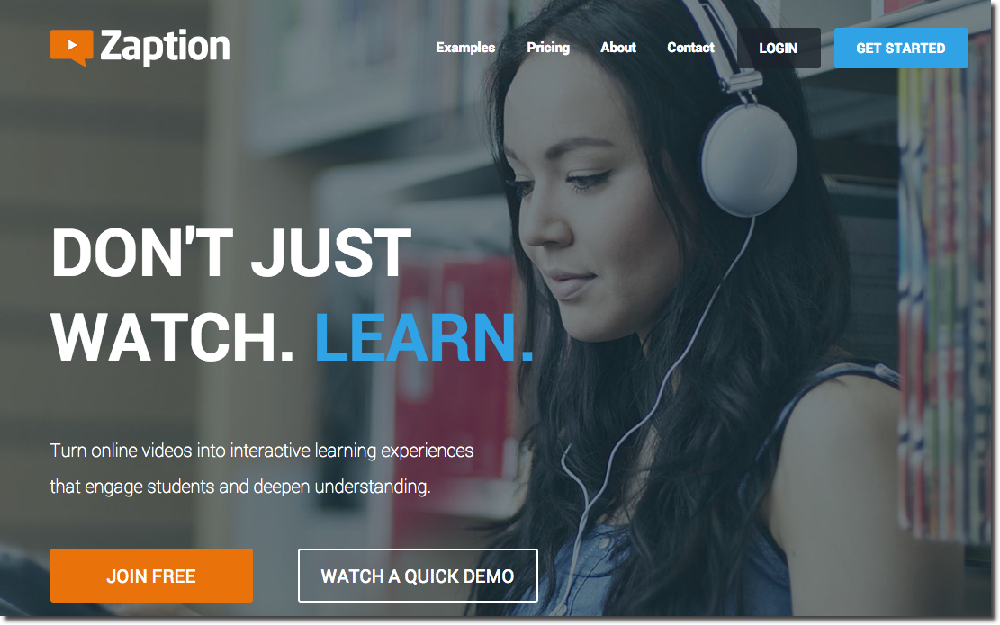 Zaption
Examples
Pricing
About
Contact
LOGIN
GET STARTED
DON'T JUST
WATCH. LEARN.
Turn online videos into interactive learning experiences
that engage students and deepen understanding.
JOIN FREE
WATCH A QUICK DEMO